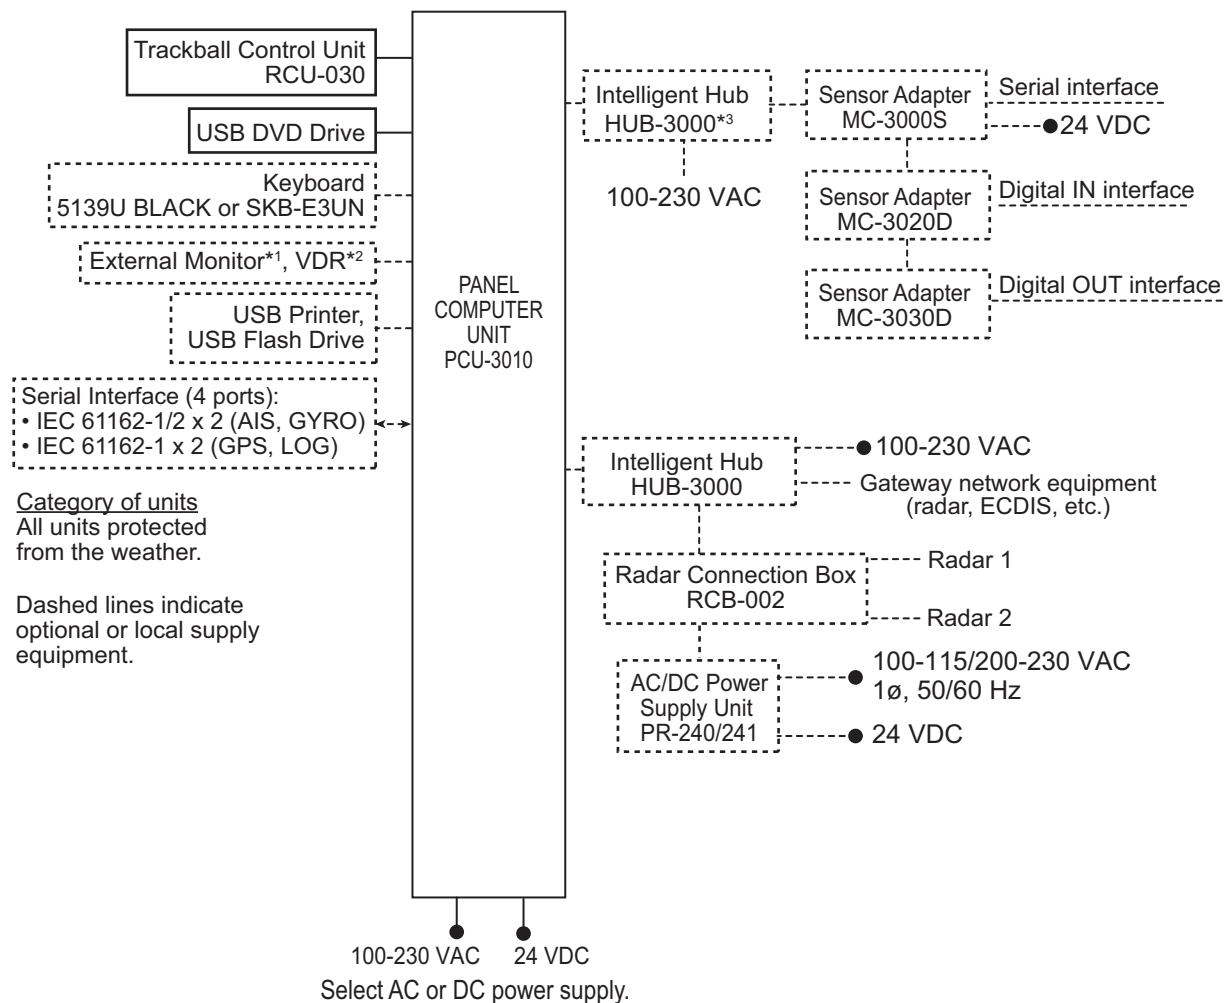 Trackball Control Unit
RCU-030
USB DVD Drive
Keyboard
5139U BLACK or SKB-E3UN
External Monitor*1, VDR*2
USB Printer,
USB Flash Drive
Serial Interface (4 ports):
• IEC 61162-1/2 x 2 (AIS, GYRO)
• IEC 61162-1 x 2 (GPS, LOG)
Category of units
All units protected
from the weather.
Dashed lines indicate
optional or local supply
equipment.
PANEL
COMPUTER
UNIT
PCU-3010
100-230 VAC
24 VDC
Select AC or DC power supply.
Intelligent Hub
HUB-3000*3
100-230 VAC
Sensor Adapter
MC-3000S
Serial interface
24 VDC
Sensor Adapter
MC-3020D
Digital IN interface
Sensor Adapter
MC-3030D
Digital OUT interface
Intelligent Hub
HUB-3000
100-230 VAC
Gateway network equipment
(radar, ECDIS, etc.)
Radar Connection Box
RCB-002
Radar 1
Radar 2
AC/DC Power
Supply Unit
PR-240/241
100-115/200-230 VAC
1ø, 50/60 Hz
24 VDC